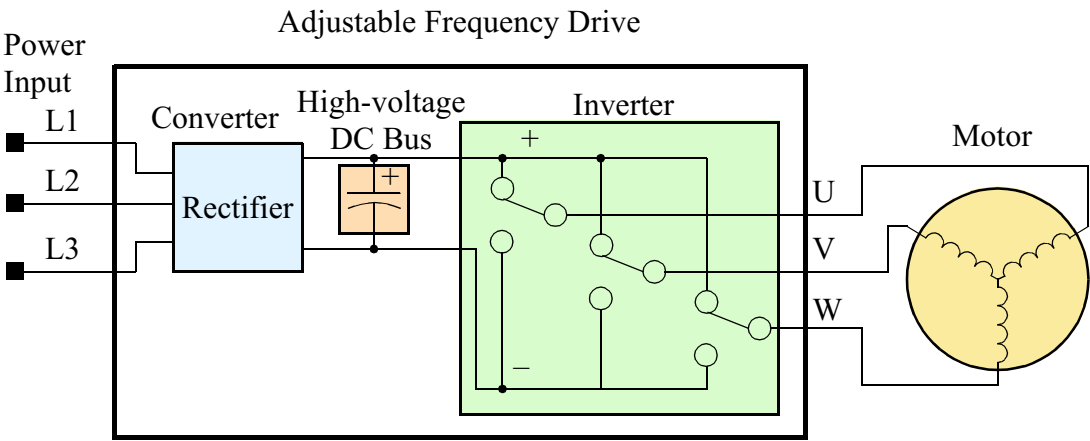 Adjustable Frequency Drive
Power
Input
L1
L2
L3
Converter
Rectifier
High-voltage
DC Bus
+
Inverter
+
–
U
V
W
Motor